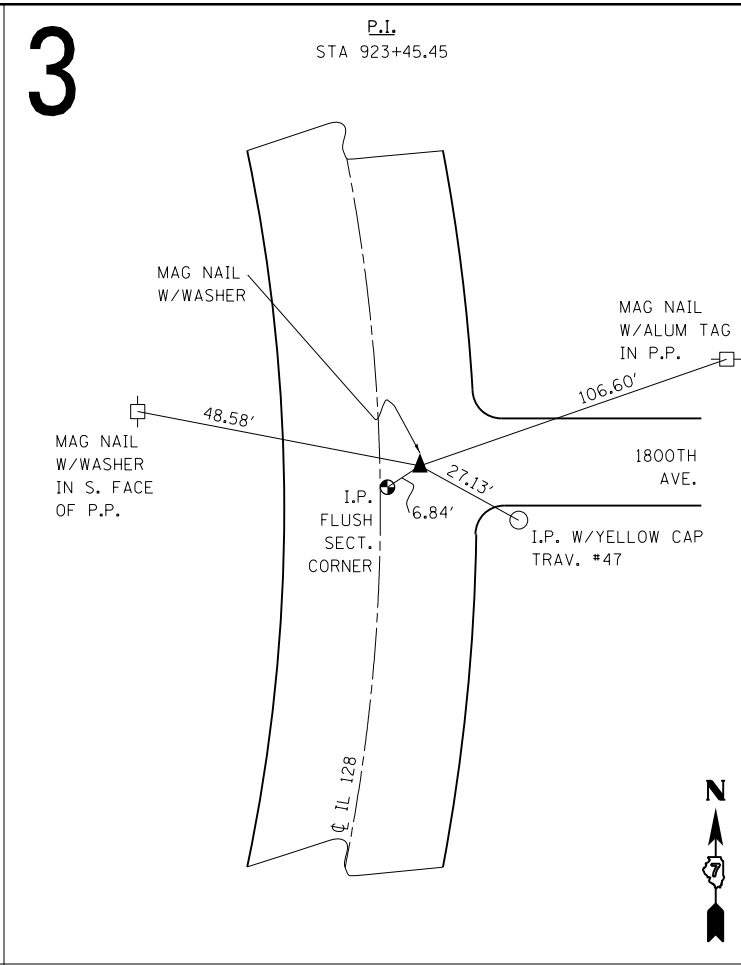 3
P.I.
STA 923+45.45
MAG NAIL
W/WASHER
MAG NAIL
W/ALUM TAG
IN P.P.
106.60'
48.58'
MAG NAIL
W/WASHER
IN S. FACE
OF P.P.
1800TH
AVE.
27.13'
6.84'
I.P.
FLUSH
SECT.
CORNER
I.P. W/YELLOW CAP
TRAV. #47
℄ IL 128
N
7